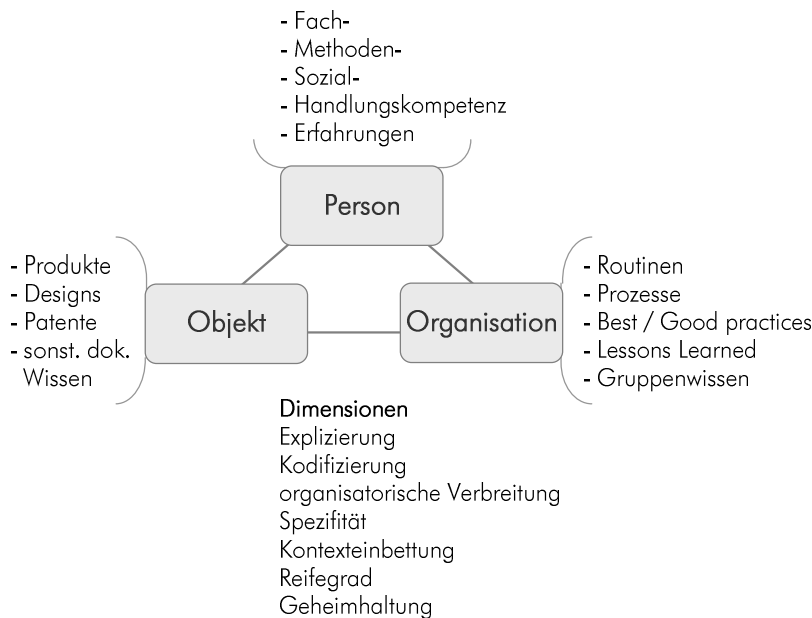 - Fach-
- Methoden-
- Sozial-
- Handlungskompetenz
- Erfahrungen
Person
- Produkte
- Designs
- Patente
- sonst. dok.
Wissen
Objekt
Organisation
- Routinen
- Prozesse
- Best / Good practices
- Lessons Learned
- Gruppenwissen
Dimensionen
Explizierung
Kodifizierung
organisatorische Verbreitung
Spezifität
Kontexteinbettung
Reifegrad
Geheimhaltung